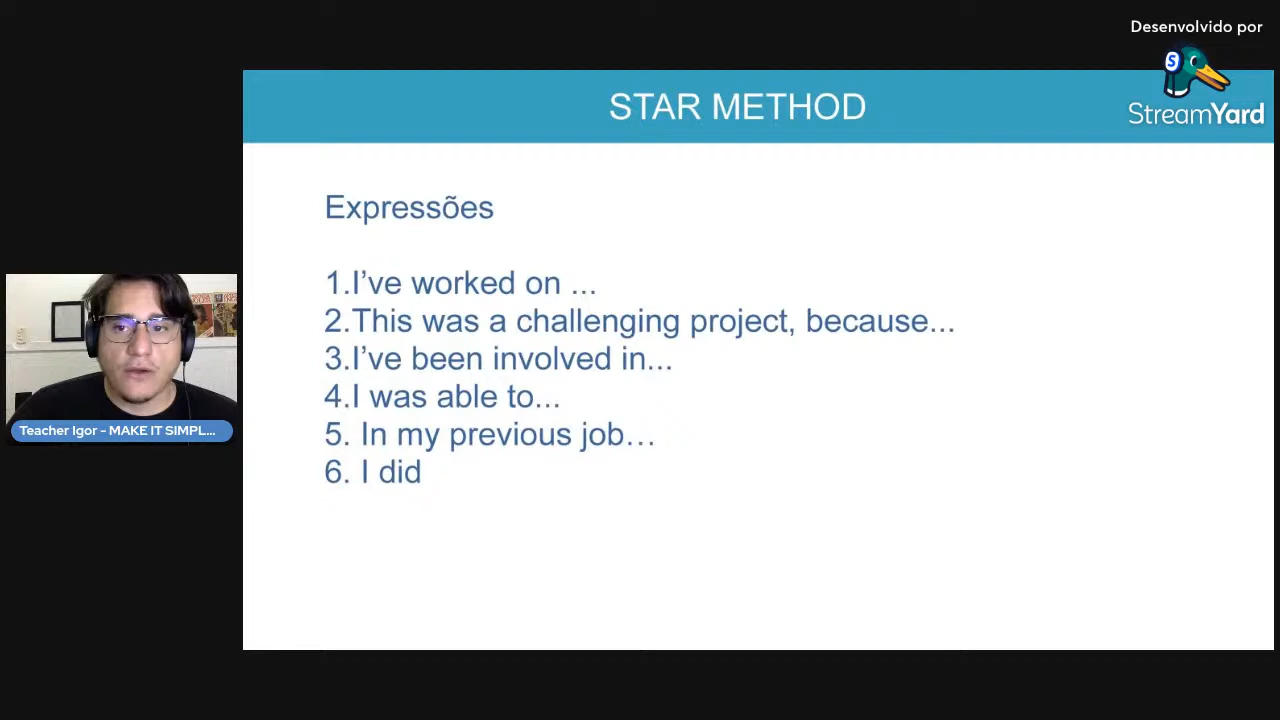 Desenvolvido por
S
StreamYard
STAR METHOD
Expressões
1.I’ve worked on ...
2.This was a challenging project, because...
3.I’ve been involved in...
4.I was able to...
5. In my previous job…
6. I did
Teacher Igor - MAKE IT SIMPL...